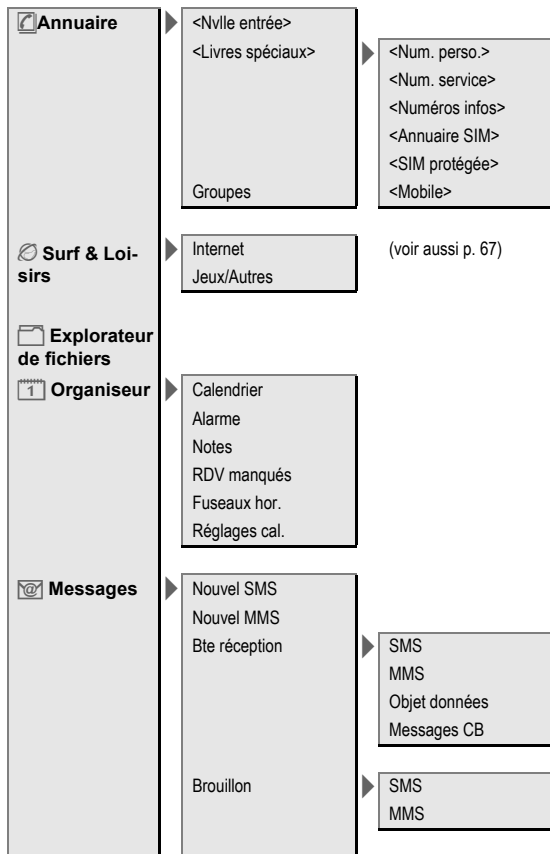 Annuaire
<Nvlle entrée>
<Livres spéciaux>
<Num. perso.>
<Num. service>
<Numéros infos>
<Annuaire SIM>
<SIM protégée>
Groupes
<Mobile>
Surf & Loi-
sirs
Internet
(voir aussi p. 67)
Jeux/Autres
Explorateur
de fichiers
1 Organiseur
Calendrier
Alarme
Notes
RDV manqués
Fuseaux hor.
Réglages cal.
@ Messages
Nouvel SMS
Nouvel MMS
Bte réception
SMS
MMS
Objet données
Messages CB
Brouillon
SMS
MMS